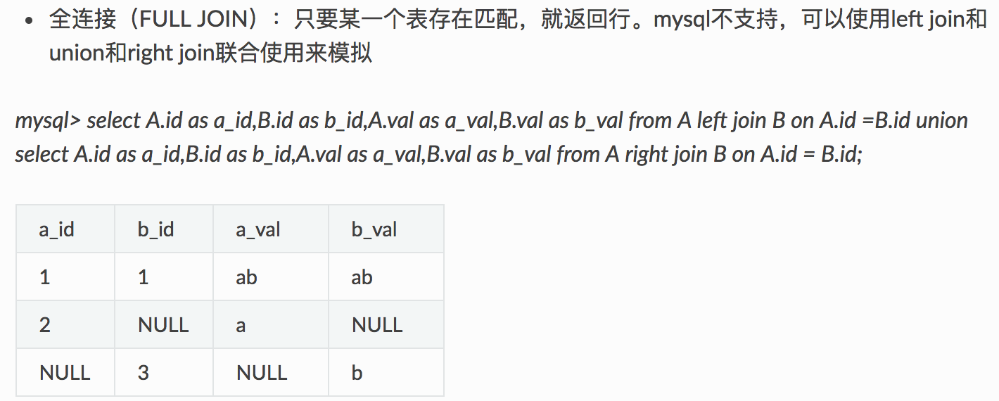 • 全连接（FULL JOIN）：只要某一个表存在匹配，就返回行。mysql不支持，可以使用left join和
union和right join联合使用来模拟
mysql> select A.id as a_id,B.id as b_id,A.val as a_val,B.val as b_val from A left join B on A.id =B.id union
select A.id as a_id,B.id as b_id,A.val as a_val,B.val as b_val from A right join B on A.id = B.id;
a_id b_id a_val b_val
1 1 ab ab
2 NULL a NULL
NULL 3 NULL b